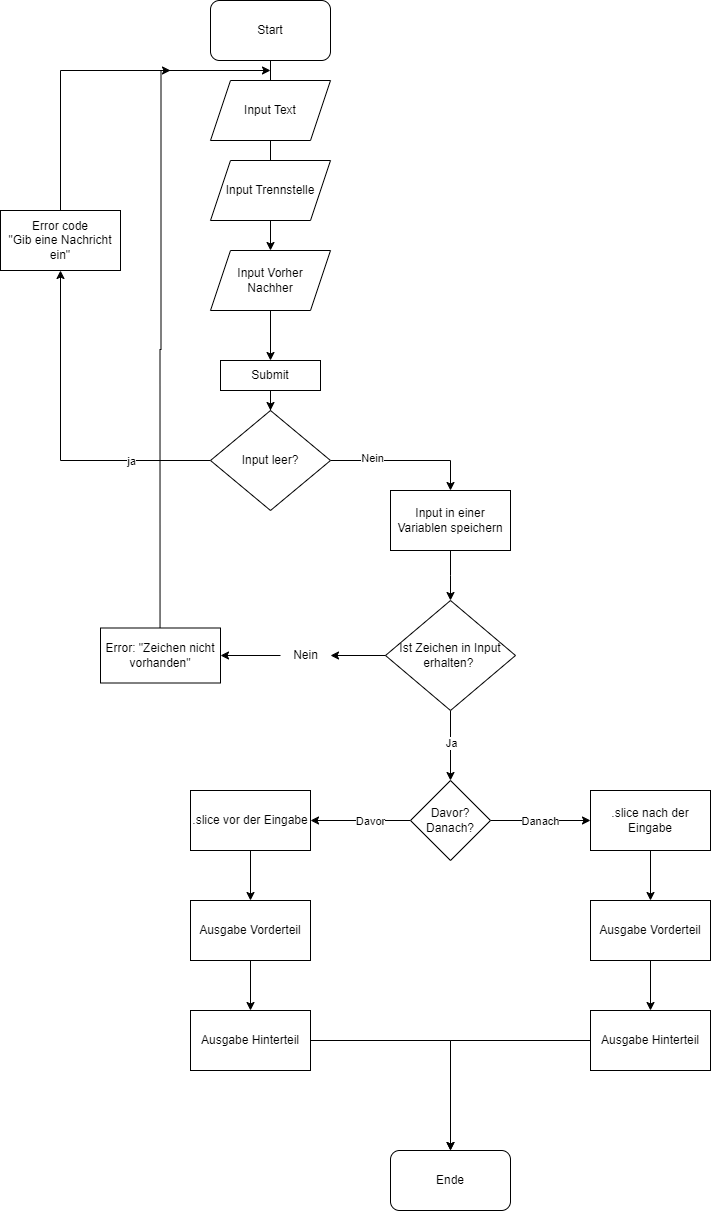 Start
Input Text
Input Trennstelle
Input Vorher
Nachher
Error code
"Gib eine Nachricht
ein"
Submit
Input leer?
ja
Nein
Input in einer
Variablen speichern
Ist Zeichen in Input
erhalten?
Nein
Error: "Zeichen nicht
vorhanden"
Ja
Davor?
Danach?
Davor
Danach
.slice vor der Eingabe
.slice nach der
Eingabe
Ausgabe Vorderteil
Ausgabe Vorderteil
Ausgabe Hinterteil
Ausgabe Hinterteil
Ende